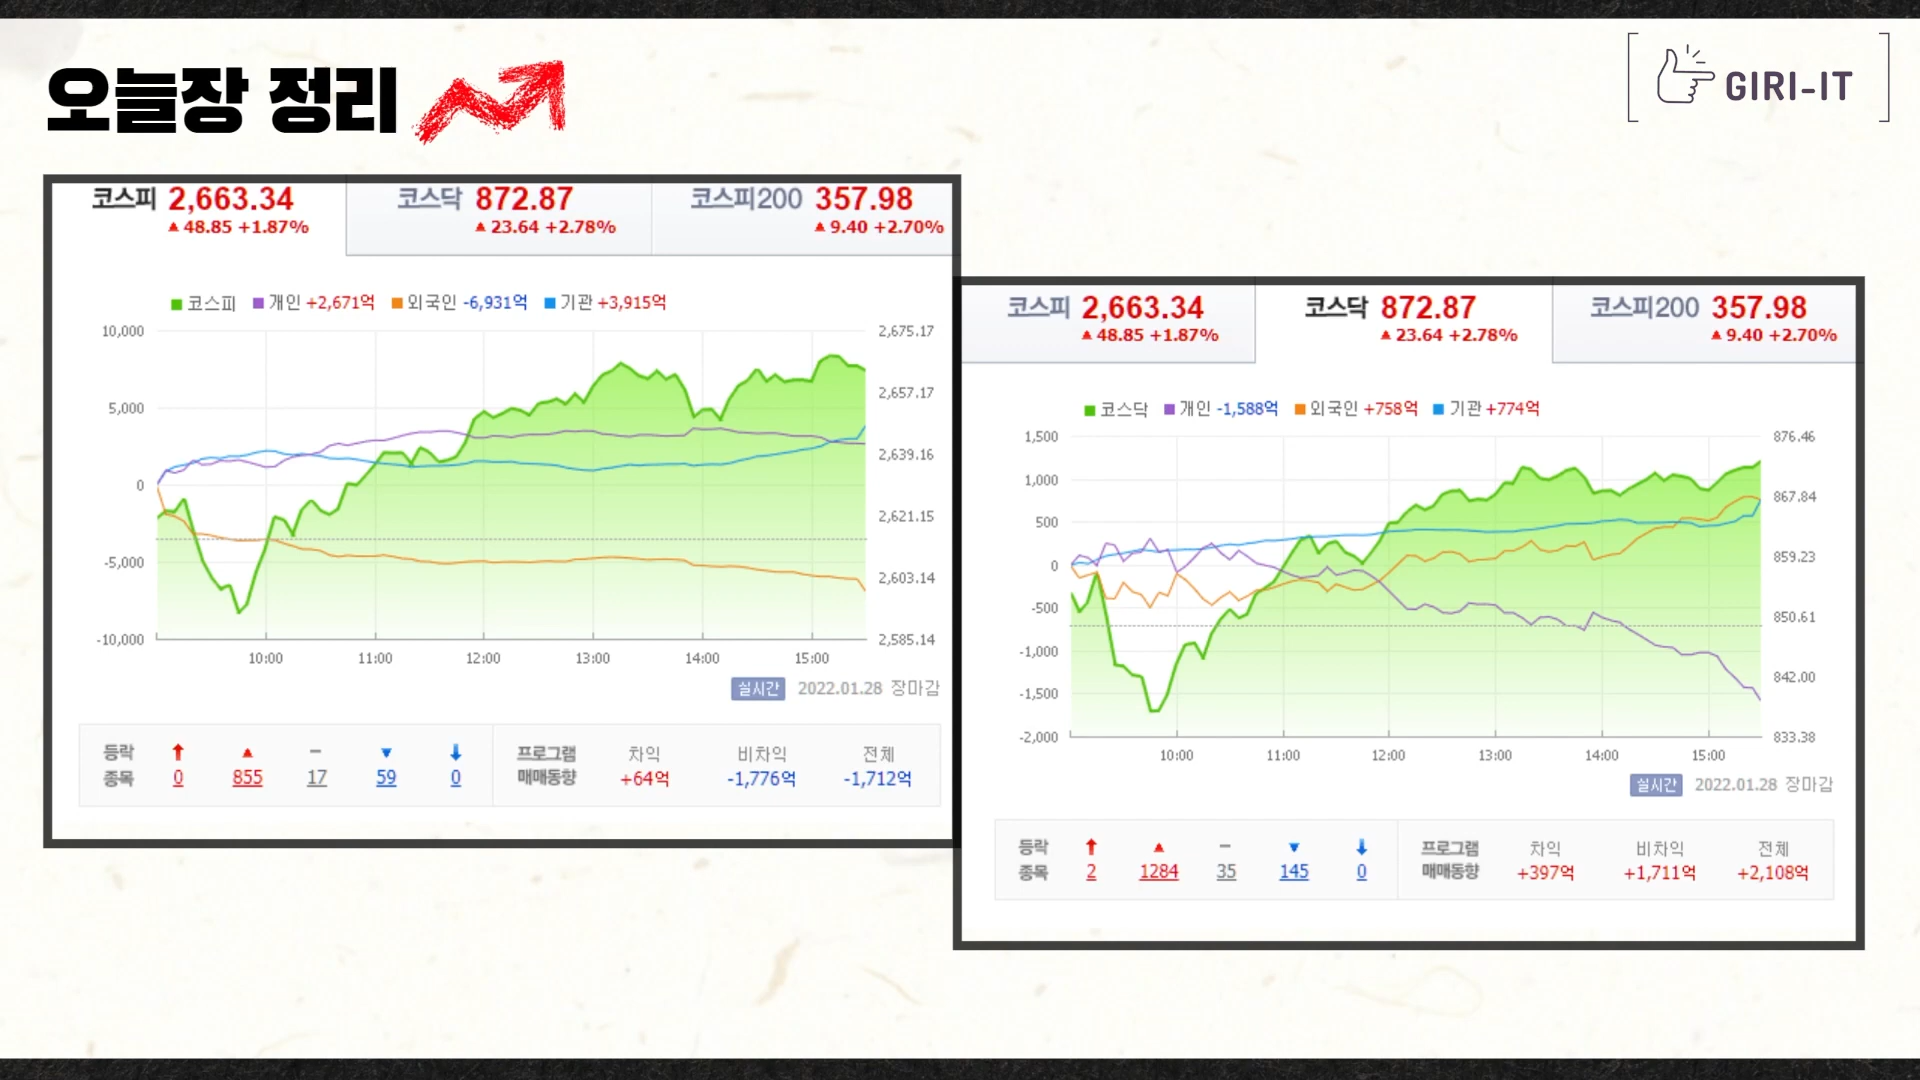 오늘장 정리
GIRI-IT
코스피 2,663.34 코스닥 872.87 코스피200 357.98
▲48.85 +1.87% ▲23.64 +2.78% ▲9.40 +2.70%
코스피 개인 +2,671억 외국인 -6,931억 기관 +3,915억
10,000 2,675.17
2,657.17
5,000
2,639.16
0
2,621.15
-5,000
2,603.14
-10,000 2,585.14
10:00 11:00 12:00 13:00 14:00 15:00
실시간 2022.01.28 장마감
등락 ↑ ▲ − ▼ ↓ 프로그램 차익 비차익 전체
종목 0 855 17 59 0 매매동향 +64억 -1,776억 -1,712억
코스피 2,663.34 코스닥 872.87 코스피200 357.98
▲48.85 +1.87% ▲23.64 +2.78% ▲9.40 +2.70%
코스닥 개인 -1,588억 외국인 +758억 기관 +774억
1,500 876.46
1,000 867.84
500
0 859.23
-500 850.61
-1,000
842.00
-1,500
-2,000 833.38
10:00 11:00 12:00 13:00 14:00 15:00
실시간 2022.01.28 장마감
등락 ↑ ▲ − ▼ ↓ 프로그램 차익 비차익 전체
종목 2 1284 35 145 0 매매동향 +397억 +1,711억 +2,108억